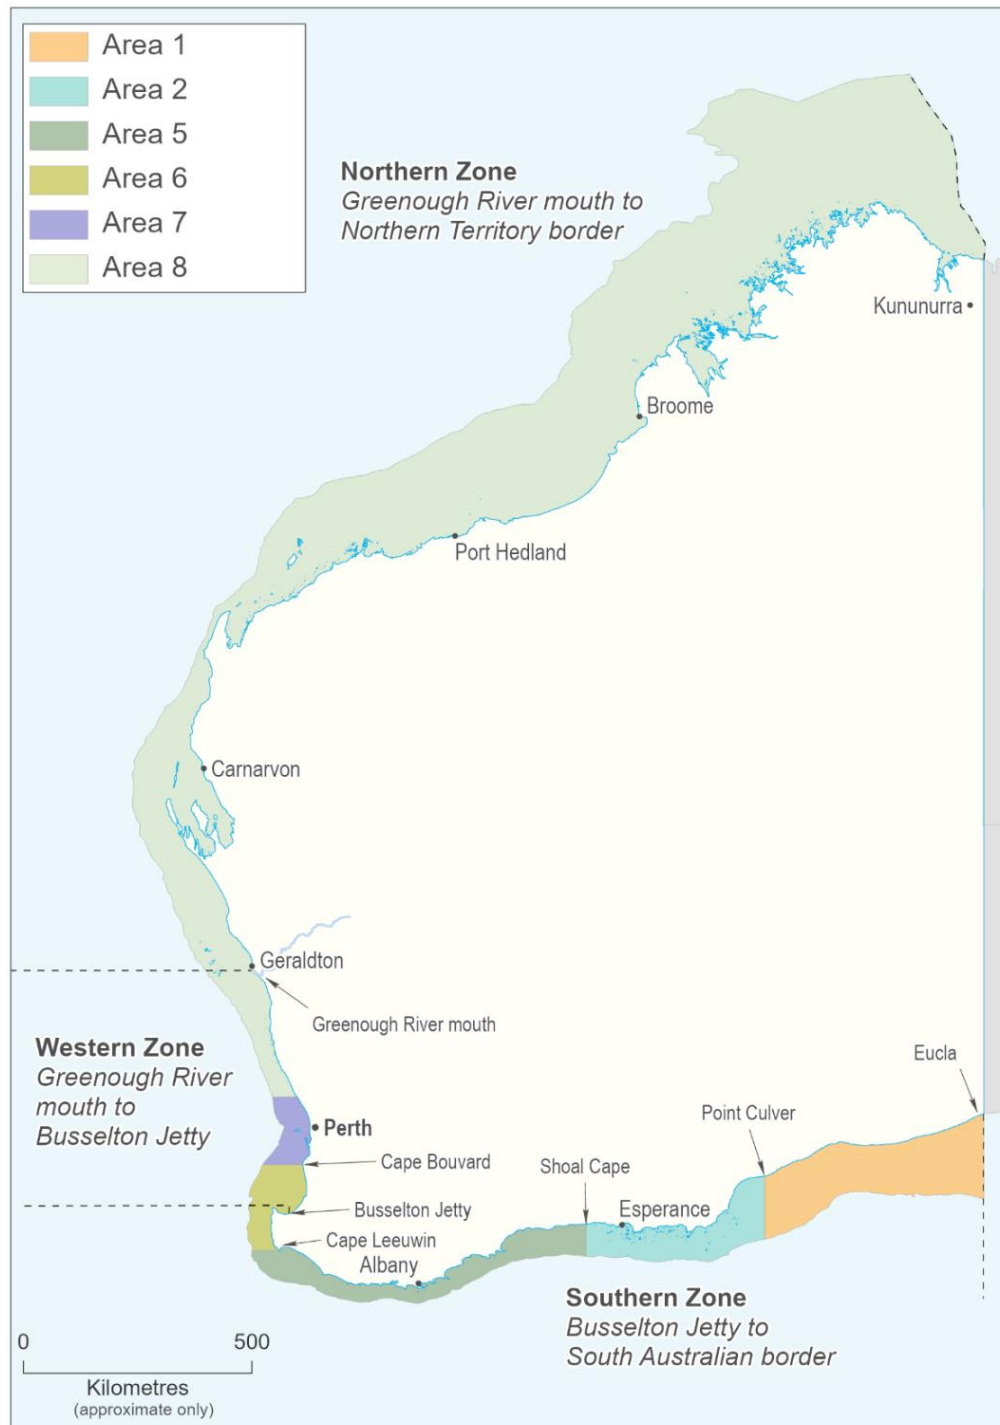 Area 1
Area 2
Area 5
Area 6
Area 7
Area 8
Northern Zone
Greenough River mouth to
Northern Territory border
Kununurra
Broome
Port Hedland
Carnarvon
Geraldton
Greenough River mouth
Western Zone
Greenough River
mouth to
Busselton Jetty
Eucla
Point Culver
Perth
Cape Bouvard
Shoal Cape
Busselton Jetty
Esperance
Cape Leeuwin
Albany
Southern Zone
Busselton Jetty to
South Australian border
0 500
Kilometres
(approximate only)